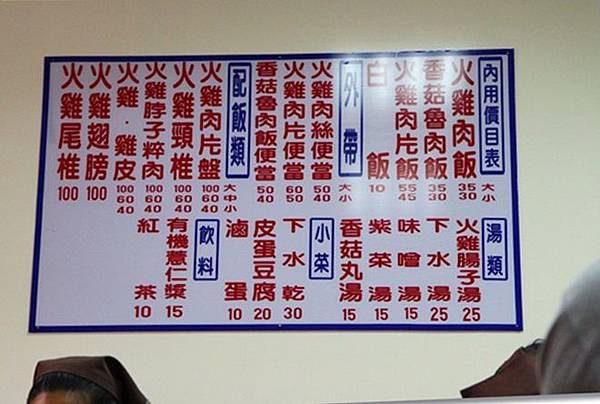 內用價目表 大小
火雞肉飯 35 30
香菇魯肉飯 35 30
火雞肉片飯 55 45
白飯 10
外帶 大小
火雞肉絲便當 50 40
火雞肉片便當 60 50
香菇魯肉飯便當 50 40
配飯類 大中小
火雞肉片盤 100 60 40
火雞頸椎 100
火雞脖子粹肉 100 60 40
火雞·雞皮 100 60 40
火雞翅膀 100
火雞尾椎 100
湯類
火雞腸子湯 25
下水湯 25
味噌湯 15
紫菜湯 15
香菇丸湯 15
小菜
下水乾 30
皮蛋豆腐 20
滷蛋 10
飲料
有機薏仁漿 15
紅茶 10